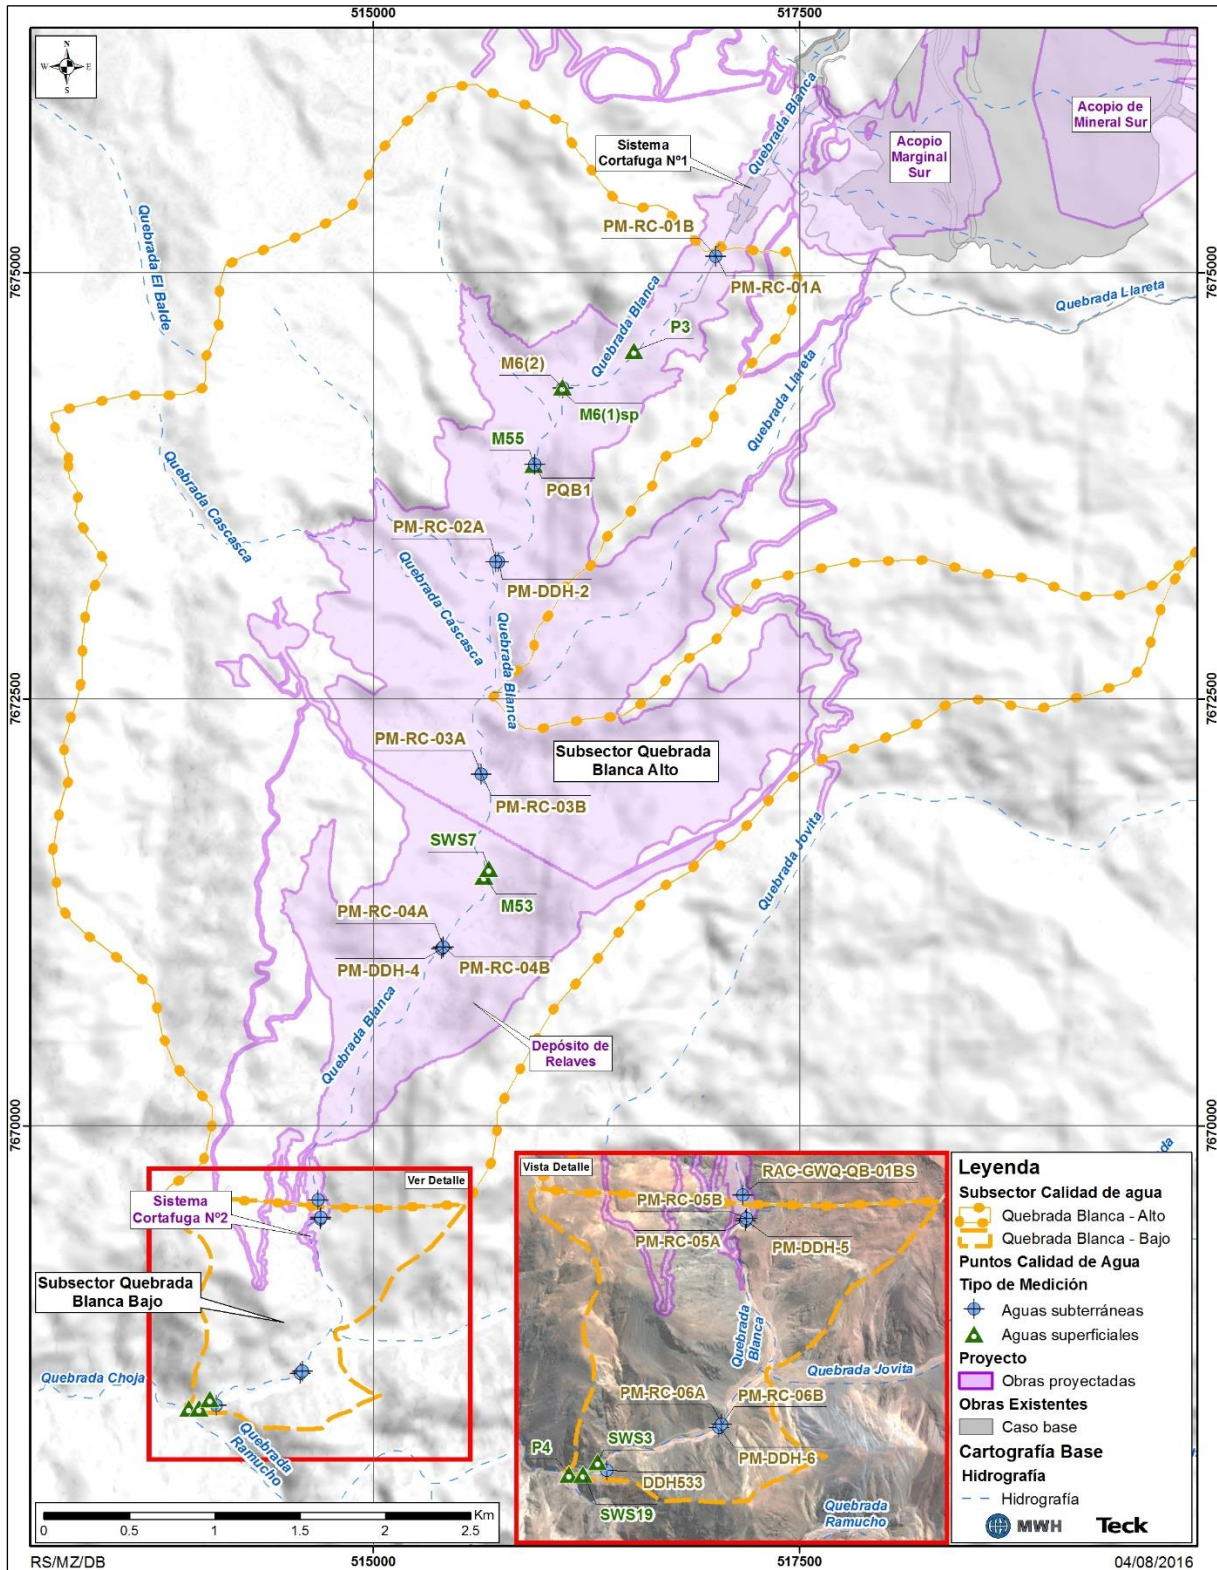 515000
517500
N
W
E
S
Quebrada Blanca
Acopio de
Mineral Sur
Sistema
Cortafuga Nº1
Acopio
Marginal
Sur
Quebrada El Balde
PM-RC-01B
7675000
7675000
PM-RC-01A
Quebrada Llareta
Quebrada Blanca
P3
M6(2)
Quebrada Llareta
M6(1)sp
M55
Quebrada Cascasca
PQB1
PM-RC-02A
Quebrada Cascasca
PM-DDH-2
Quebrada Blanca
7672500
7672500
PM-RC-03A
Subsector Quebrada
Blanca Alto
PM-RC-03B
SWS7
Quebrada Jovita
M53
PM-RC-04A
PM-DDH-4
PM-RC-04B
Quebrada Blanca
Depósito de
Relaves
7670000
7670000
Ver Detalle
Sistema
Cortafuga Nº2
Subsector Quebrada
Blanca Bajo
Quebrada Choja
Quebrada
Ramucho
Vista Detalle
RAC-GWQ-QB-01BS
PM-RC-05B
PM-RC-05A
PM-DDH-5
Quebrada
Blanca
Quebrada Jovita
PM-RC-06A
PM-RC-06B
SWS3
PM-DDH-6
P4
DDH533
SWS19
Quebrada
Ramucho
Leyenda
Subsector Calidad de agua
Quebrada Blanca - Alto
Quebrada Blanca - Bajo
Puntos Calidad de Agua
Tipo de Medición
Aguas subterráneas
Aguas superficiales
Proyecto
Obras proyectadas
Obras Existentes
Caso base
Cartografía Base
Hidrografía
Hidrografía
MWH
Teck
0
0.5
1
1.5
2
2.5
Km
RS/MZ/DB
515000
517500
04/08/2016